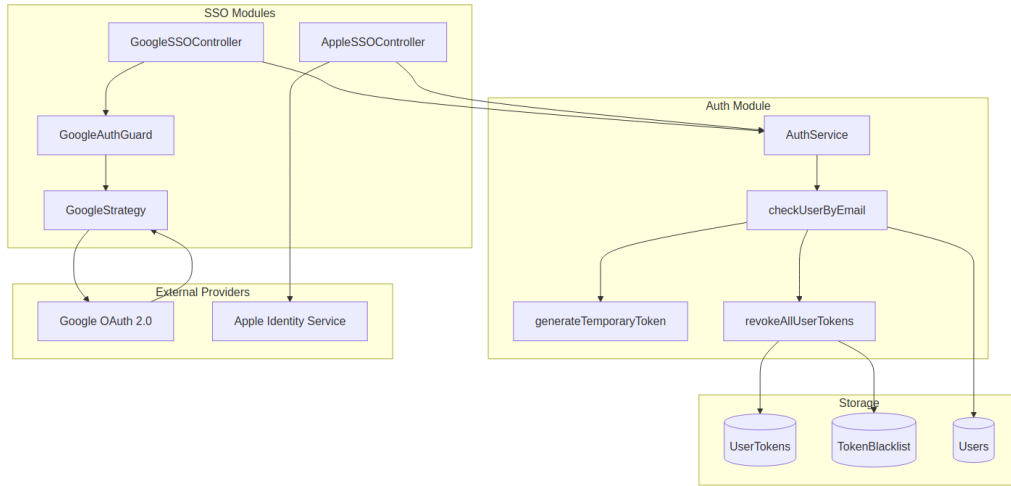 SSO Modules
GoogleSSOController
AppleSSOController
GoogleAuthGuard
GoogleStrategy
External Providers
Google OAuth 2.0
Apple Identity Service
Auth Module
AuthService
checkUserByEmail
generateTemporaryToken
revokeAllUserTokens
Storage
UserTokens
TokenBlacklist
Users